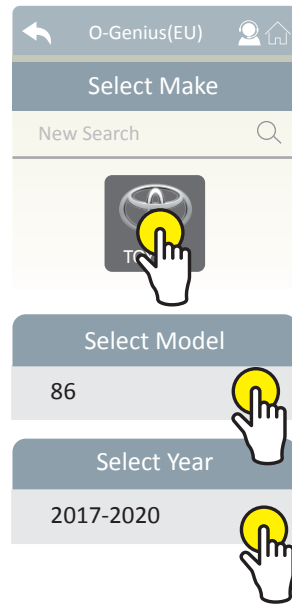 O-Genius(EU)
Select Make
New Search
Select Model
86
Select Year
2017-2020